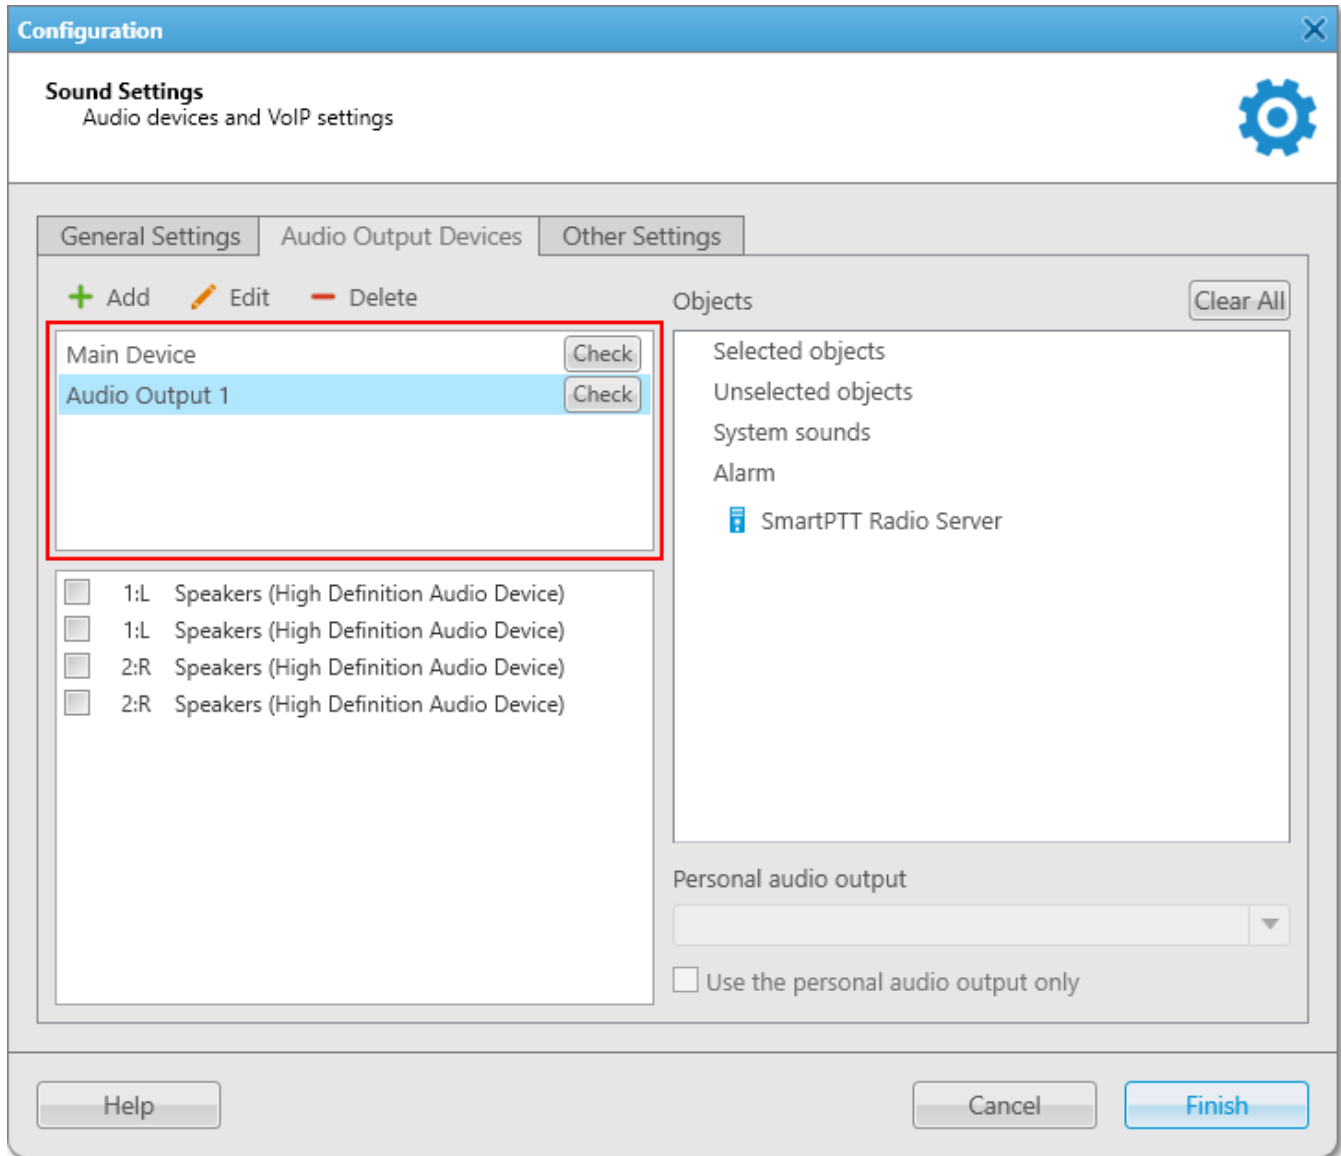 Configuration
Sound Settings
Audio devices and VoIP settings
General Settings
Audio Output Devices
Other Settings
Add
Edit
Delete
Main Device
Check
Audio Output 1
Check
1:L Speakers (High Definition Audio Device)
1:L Speakers (High Definition Audio Device)
2:R Speakers (High Definition Audio Device)
2:R Speakers (High Definition Audio Device)
Objects
Clear All
Selected objects
Unselected objects
System sounds
Alarm
SmartPTT Radio Server
Personal audio output
Use the personal audio output only
Help
Cancel
Finish